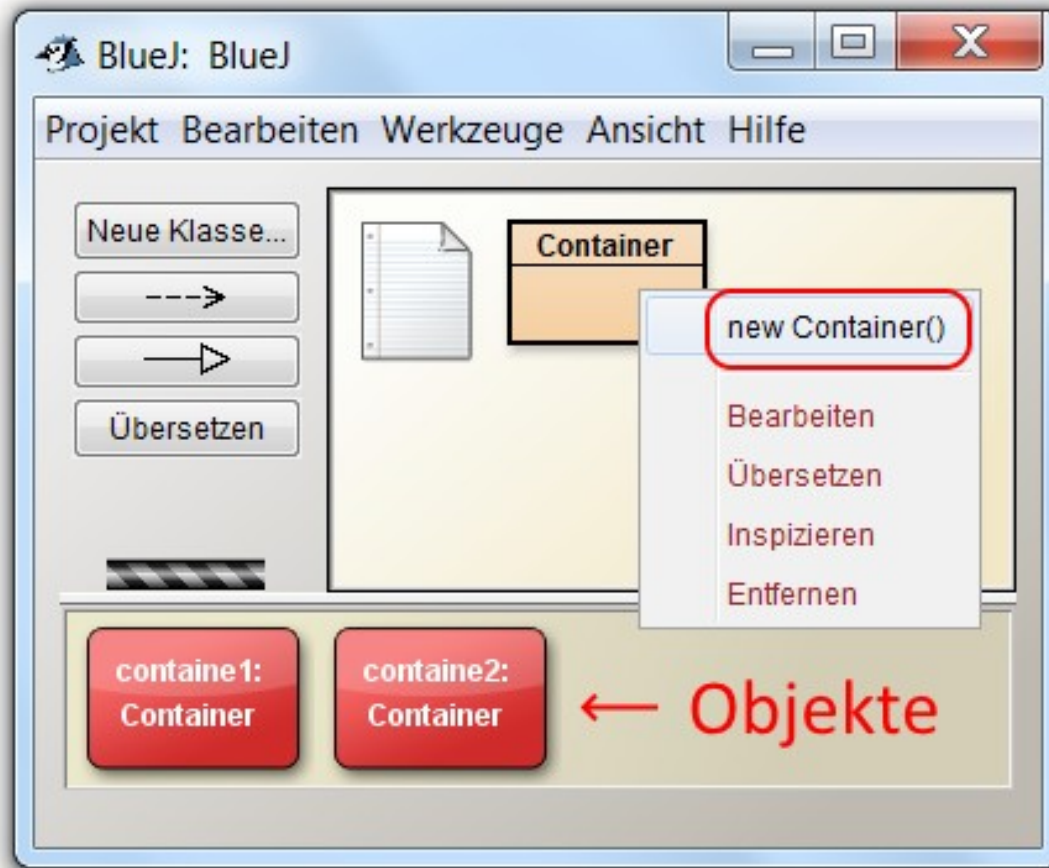 BlueJ: BlueJ
Projekt Bearbeiten Werkzeuge Ansicht Hilfe
Neue Klasse...
Übersetzen
Container
new Container()
Bearbeiten
Übersetzen
Inspizieren
Entfernen
containe1:
Container
containe2:
Container
← Objekte